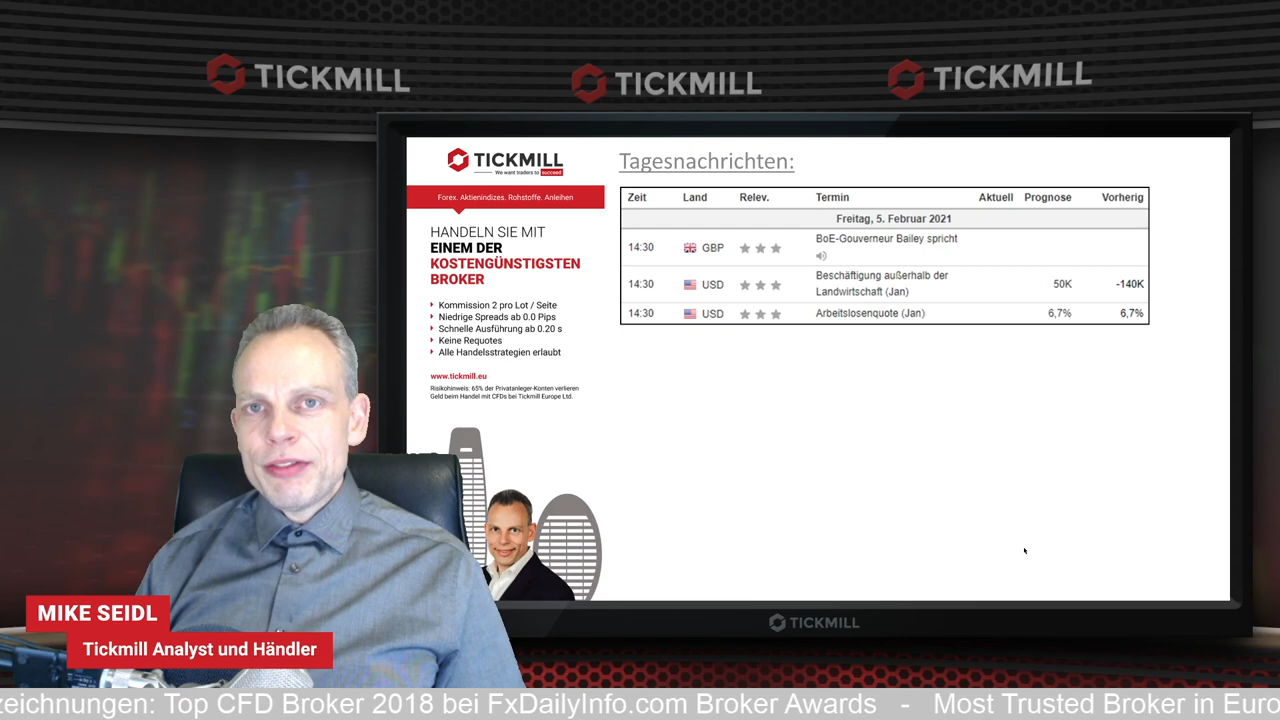 TICKMILL
TICKMILL
TICKMILL
TICKMILL
We want traders to succeed
Forex. Aktienindizes. Rohstoffe. Anleihen
HANDELN SIE MIT
EINEM DER
KOSTENGÜNSTIGSTEN
BROKER
Kommission 2 pro Lot / Seite
Niedrige Spreads ab 0.0 Pips
Schnelle Ausführung ab 0.20 s
Keine Requotes
Alle Handelsstrategien erlaubt
www.tickmill.eu
Risikohinweis: 65% der Privatanleger-Konten verlieren
Geld beim Handel mit CFDs bei Tickmill Europe Ltd.
Tagesnachrichten:
Zeit Land Relev. Termin Aktuell Prognose Vorherig
Freitag, 5. Februar 2021
14:30 GBP BoE-Gouverneur Bailey spricht
14:30 USD Beschäftigung außerhalb der
Landwirtschaft (Jan) 50K -140K
14:30 USD Arbeitslosenquote (Jan) 6,7% 6,7%
TICKMILL
MIKE SEIDL
Tickmill Analyst und Händler
zeichnungen: Top CFD Broker 2018 bei FxDailyInfo.com Broker Awards - Most Trusted Broker in Euro